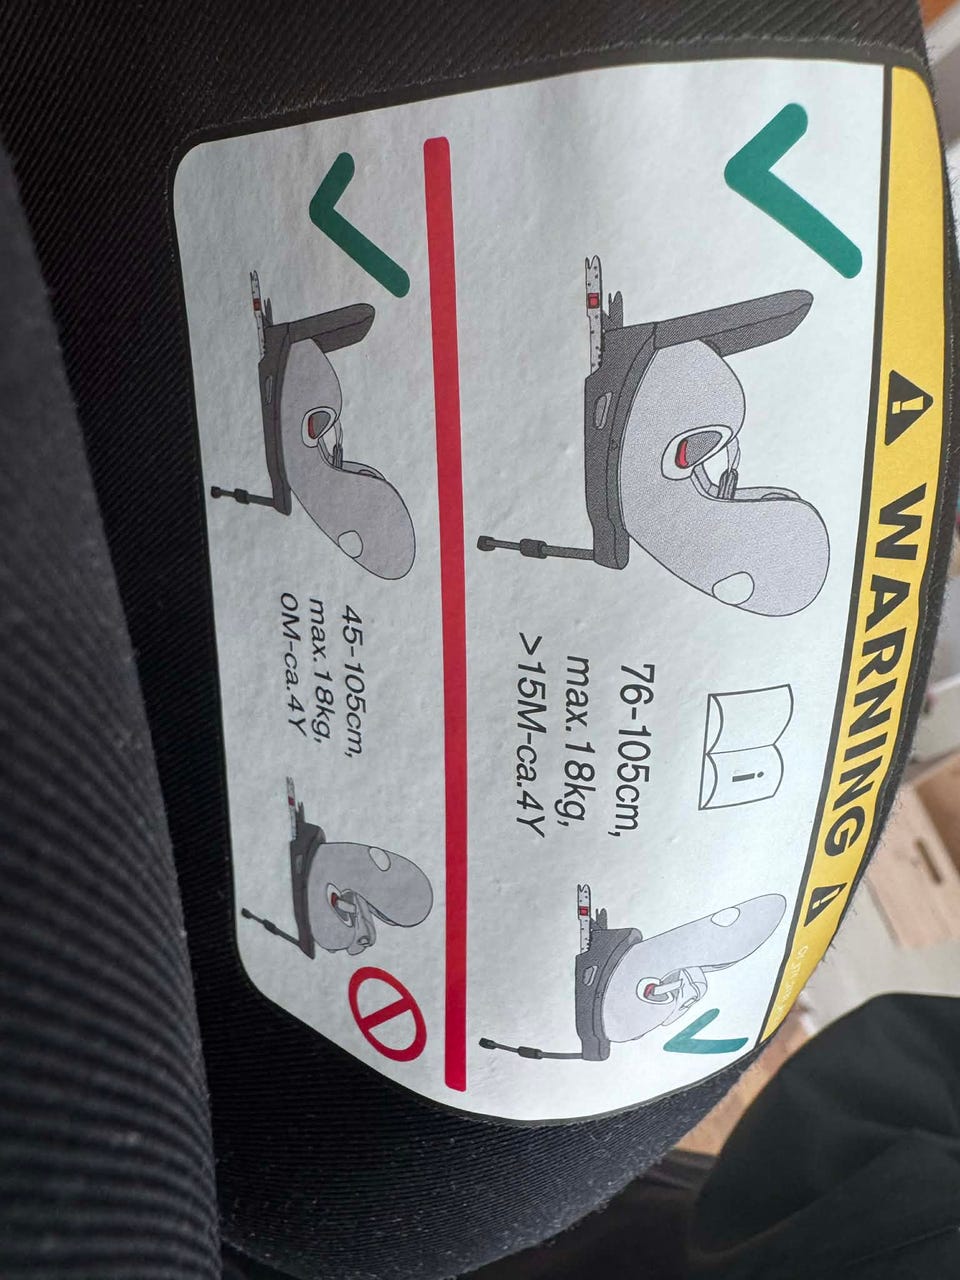 WARNING
i
76-105cm,
max.18kg,
>15M-ca.4Y
45-105cm,
max.18kg,
0M-ca.4Y